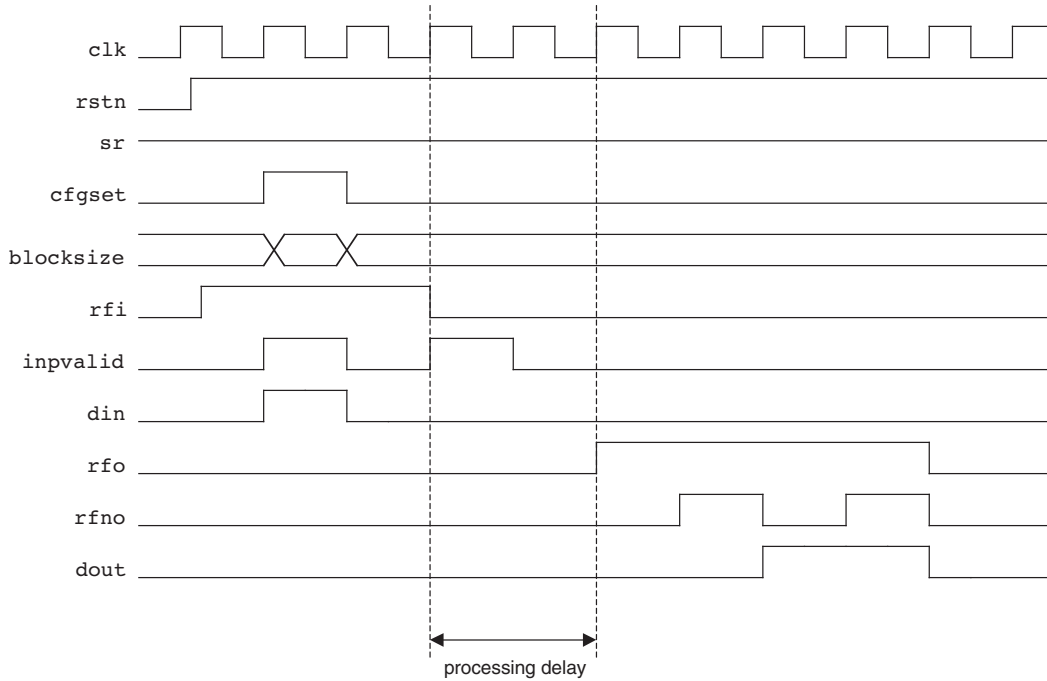 clk
rstn
sr
cfgset
blocksize
rfi
inpvalid
din
rfo
rfno
dout
processing delay